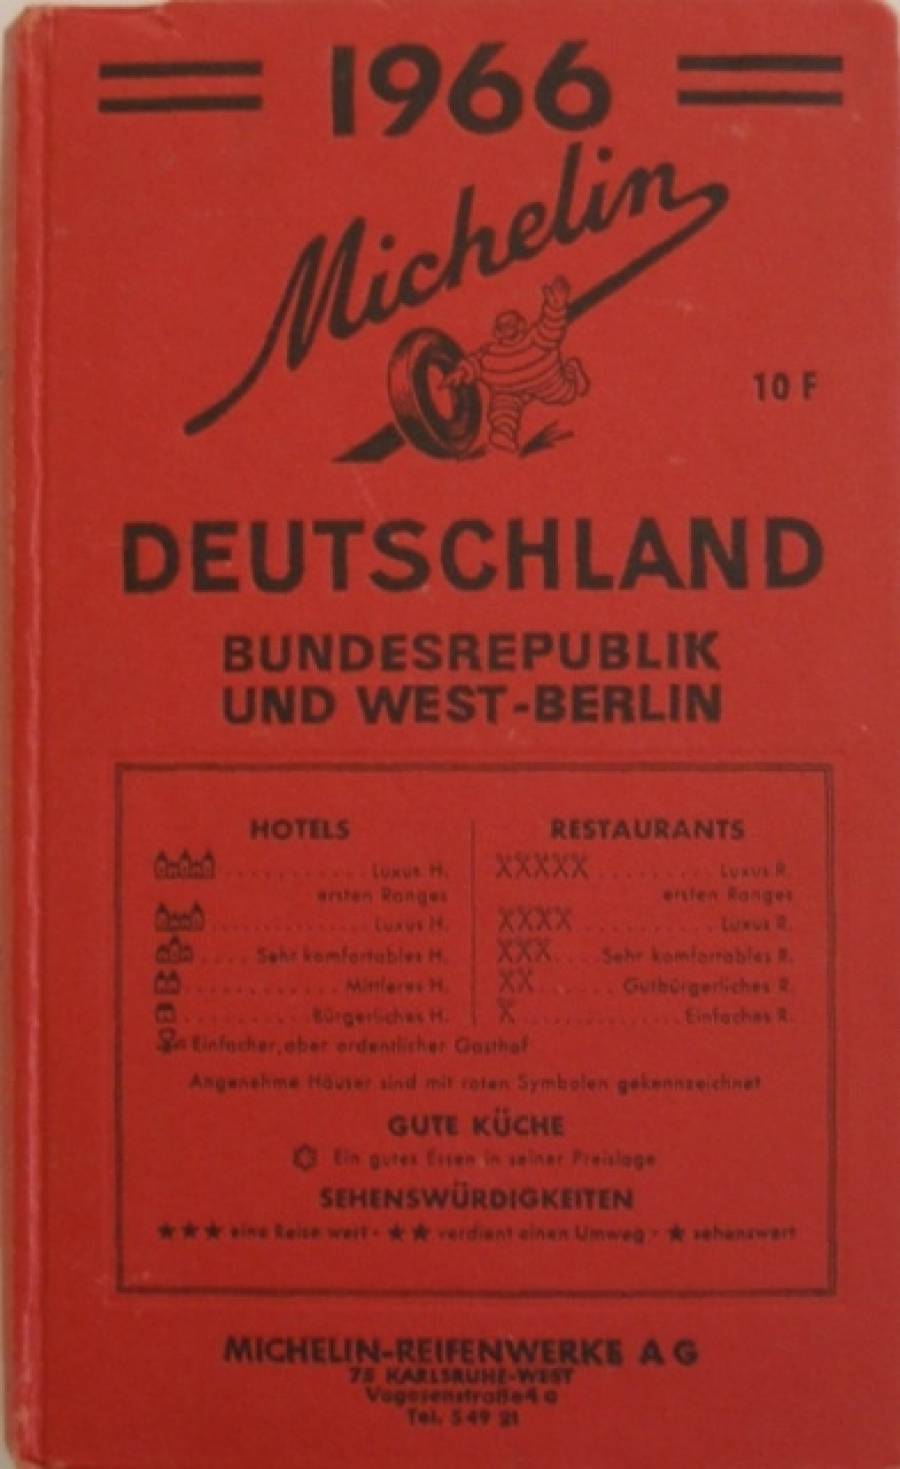 1966
Michelin
10 F
DEUTSCHLAND
BUNDESREPUBLIK
UND WEST-BERLIN
HOTELS
Luxus H.
ersten Ranges
Luxus H.
Sehr komfortables H.
Mittleres H.
Bürgerliches H.
Einfacher, aber ordentlicher Gasthof
RESTAURANTS
XXXXX Luxus R.
ersten Ranges
XXXX Luxus R.
XXX Sehr komfortables R.
XX Gutbürgerliches R.
X Einfaches R.
Angenehme Häuser sind mit roten Symbolen gekennzeichnet
GUTE KÜCHE
Ein gutes Essen in seiner Preislage
SEHENSWÜRDIGKEITEN
★★★ eine Reise wert - ★★ verdient einen Umweg - ★ sehenswert
MICHELIN-REIFENWERKE A G
75 KARLSRUHE-WEST
Vogesenstraße 4 a
Tel. 5 49 21